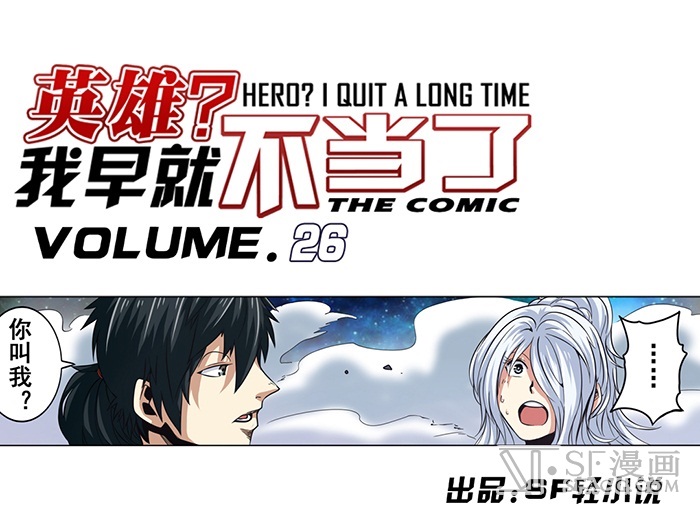 英雄?
HERO? I QUIT A LONG TIME
我早就不当了
THE COMIC
VOLUME. 26
你叫我?
......
SF漫画
出品:SF轻小说